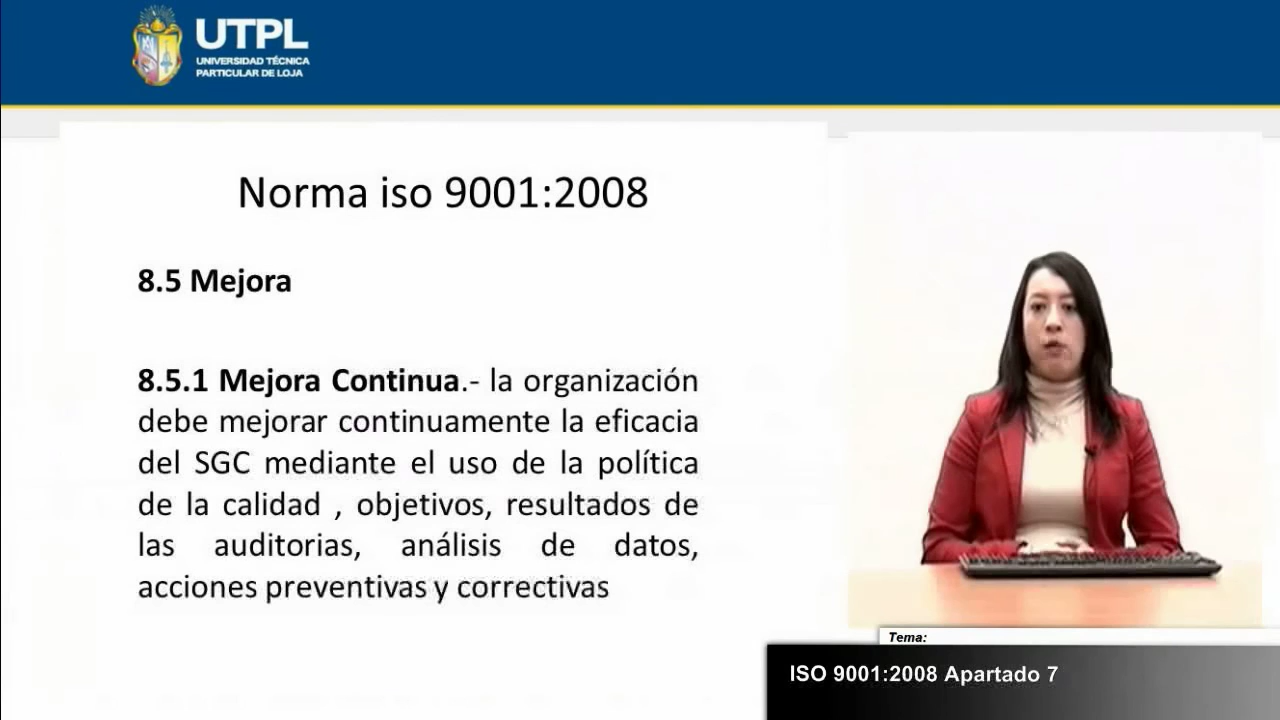 UTPL
UNIVERSIDAD TÉCNICA
PARTICULAR DE LOJA
Norma iso 9001:2008
8.5 Mejora
8.5.1 Mejora Continua.- la organización
debe mejorar continuamente la eficacia
del SGC mediante el uso de la política
de la calidad , objetivos, resultados de
las auditorias, análisis de datos,
acciones preventivas y correctivas
Tema:
ISO 9001:2008 Apartado 7